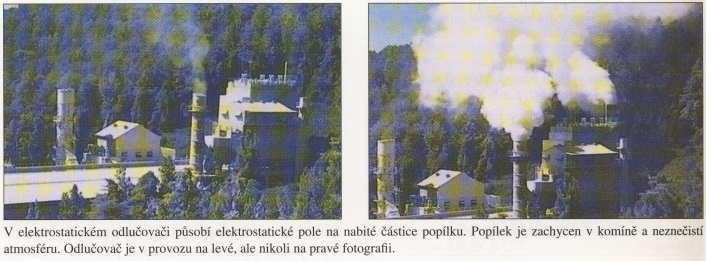 V elektrostatickém odlučovači působí elektrostatické pole na nabité částice popílku. Popílek je zachycen v komíně a neznečistí
atmosféru. Odlučovač je v provozu na levé, ale nikoli na pravé fotografii.